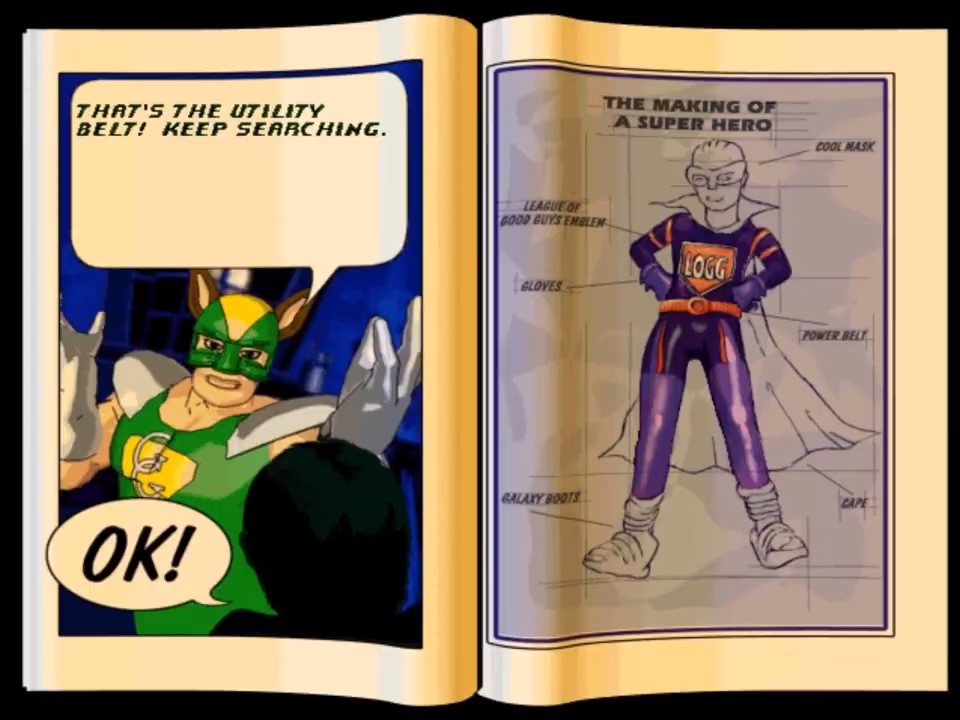 THAT'S THE UTILITY
BELT! KEEP SEARCHING.
OK!
THE MAKING OF
A SUPER HERO
COOL MASK
LEAGUE OF
GOOD GUYS EMBLEM
LOGG
GLOVES
POWER BELT
GALAXY BOOTS
CAPE